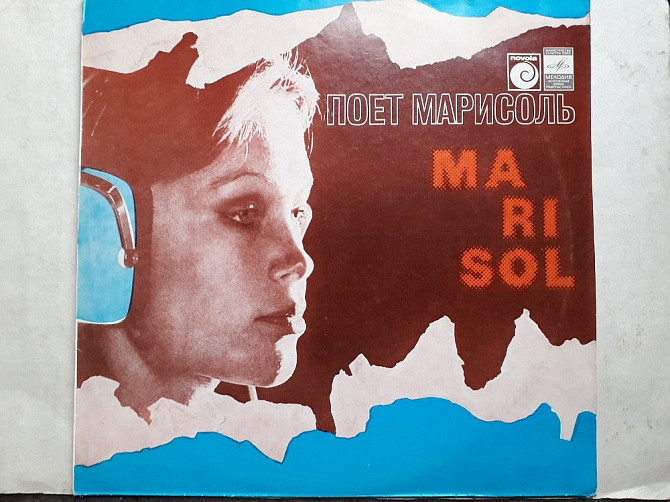 novola
МЕЛОДИЯ
ПОЕТ МАРИСОЛЬ
MA
RI
SOL